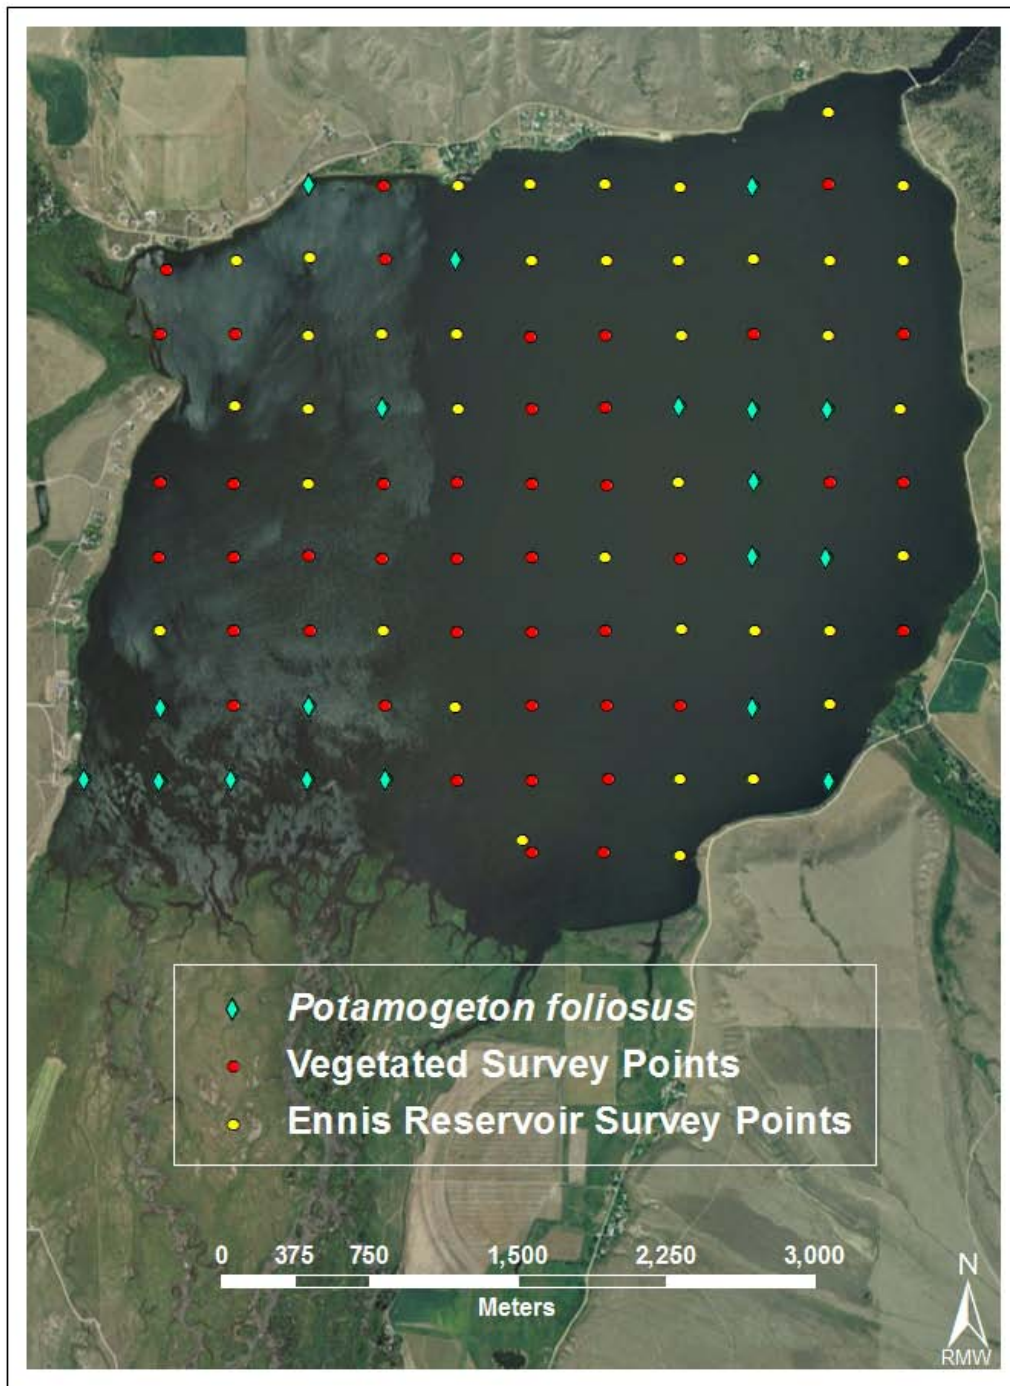 Potamogeton foliosus
Vegetated Survey Points
Ennis Reservoir Survey Points
0 375 750 1,500 2,250 3,000
Meters
N
RMW